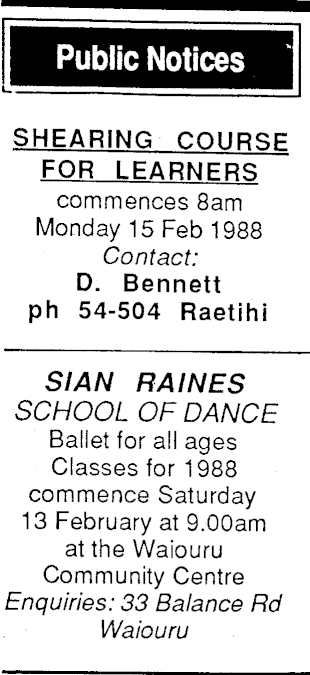 Public Notices
SHEARING COURSE
FOR LEARNERS
commences 8am
Monday 15 Feb 1988
Contact:
D. Bennett
ph 54-504 Raetihi
SIAN RAINES
SCHOOL OF DANCE
Ballet for all ages
Classes for 1988
commence Saturday
13 February at 9.00am
at the Waiouru
Community Centre
Enquiries: 33 Balance Rd
Waiouru